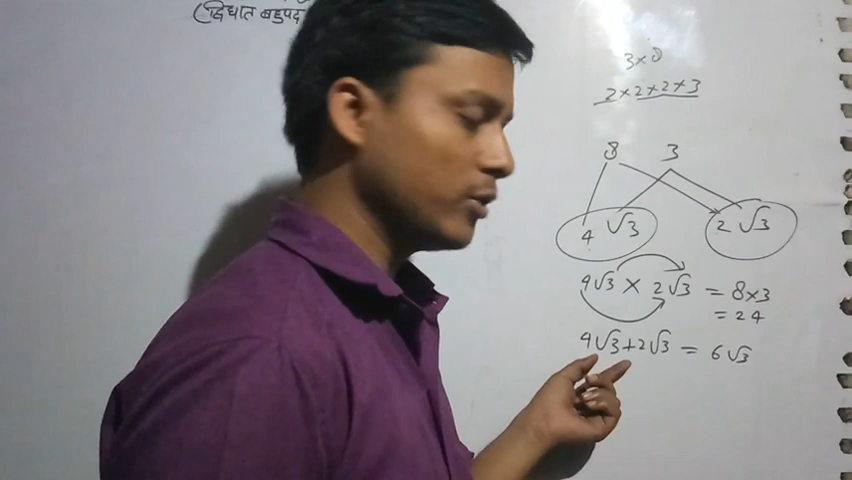 (द्विघात बहुपद
3×8
2×2×2×3
8 3
4 √3 2 √3
4√3 × 2√3 = 8×3
= 24
4√3+2√3 = 6√3